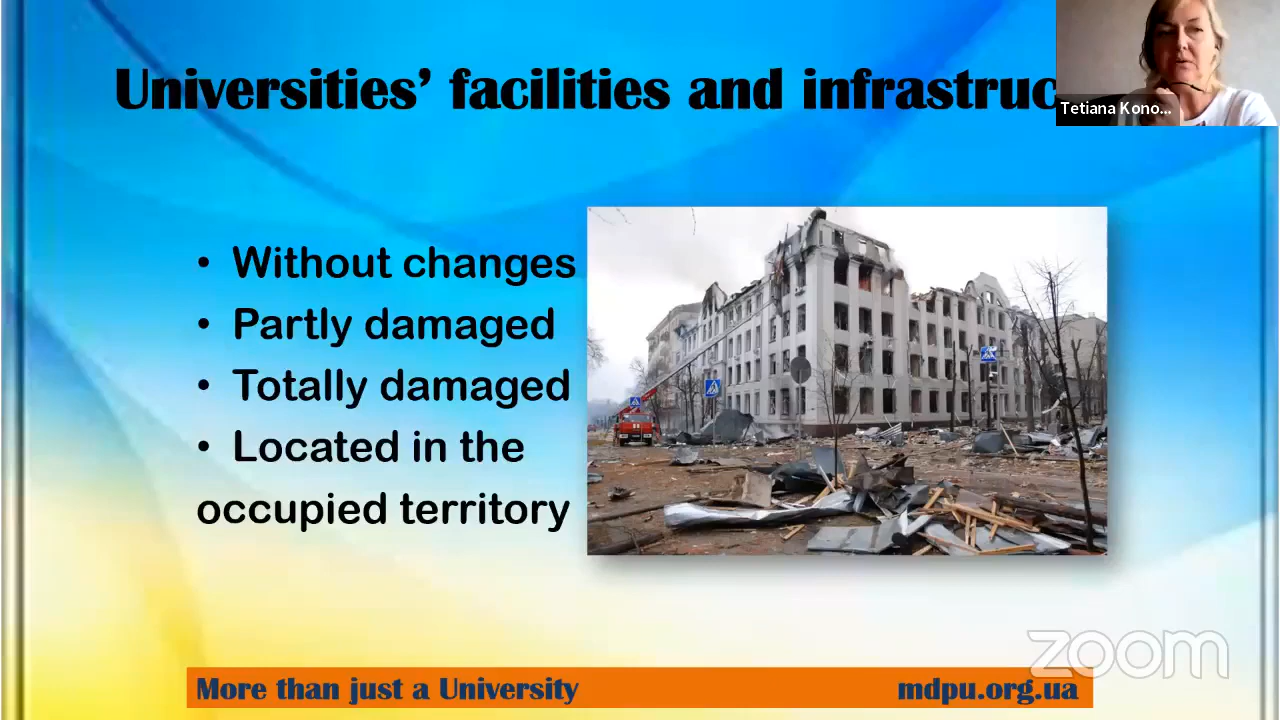 Universities’ facilities and infrastruc
Tetiana Kono...
• Without changes
• Partly damaged
• Totally damaged
• Located in the
occupied territory
zoom
More than just a University
mdpu.org.ua